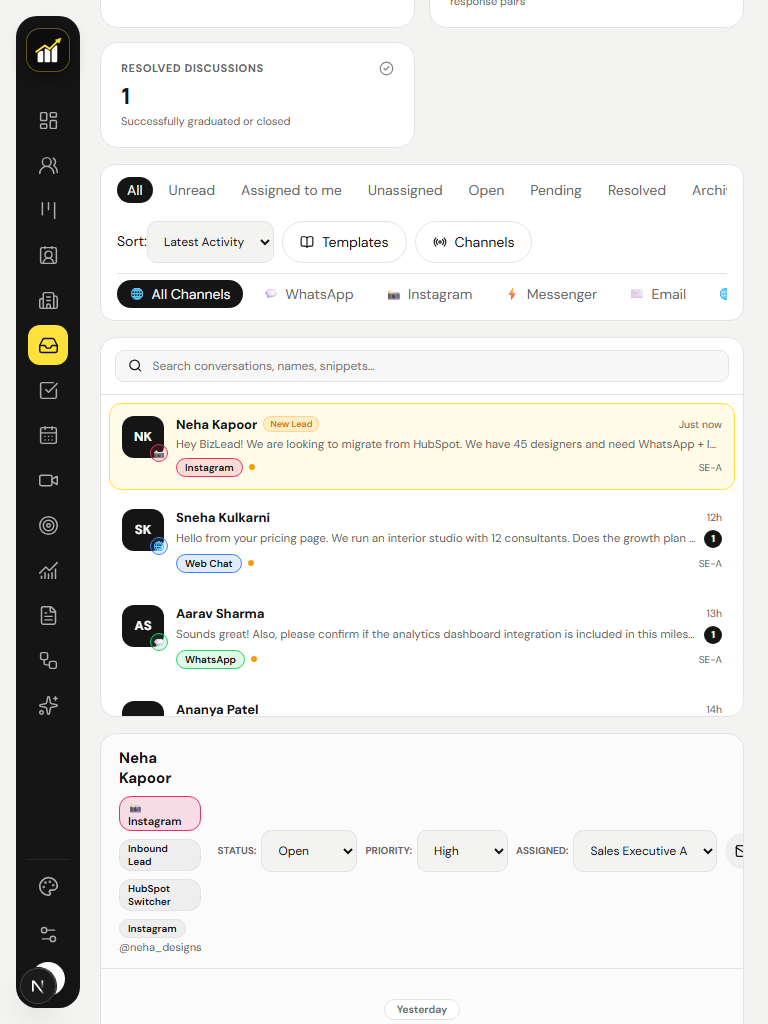 response pairs
RESOLVED DISCUSSIONS
1
Successfully graduated or closed
All Unread Assigned to me Unassigned Open Pending Resolved Archi
Sort: Latest Activity Templates Channels
All Channels WhatsApp Instagram Messenger Email
Search conversations, names, snippets...
NK Neha Kapoor New Lead Just now
Hey BizLead! We are looking to migrate from HubSpot. We have 45 designers and need WhatsApp + I...
Instagram SE-A
SK Sneha Kulkarni 12h
Hello from your pricing page. We run an interior studio with 12 consultants. Does the growth plan ... 1
Web Chat SE-A
AS Aarav Sharma 13h
Sounds great! Also, please confirm if the analytics dashboard integration is included in this miles... 1
WhatsApp SE-A
Ananya Patel 14h
Neha
Kapoor
Instagram
Inbound
Lead
STATUS: Open PRIORITY: High ASSIGNED: Sales Executive A
HubSpot
Switcher
Instagram
@neha_designs
N
Yesterday